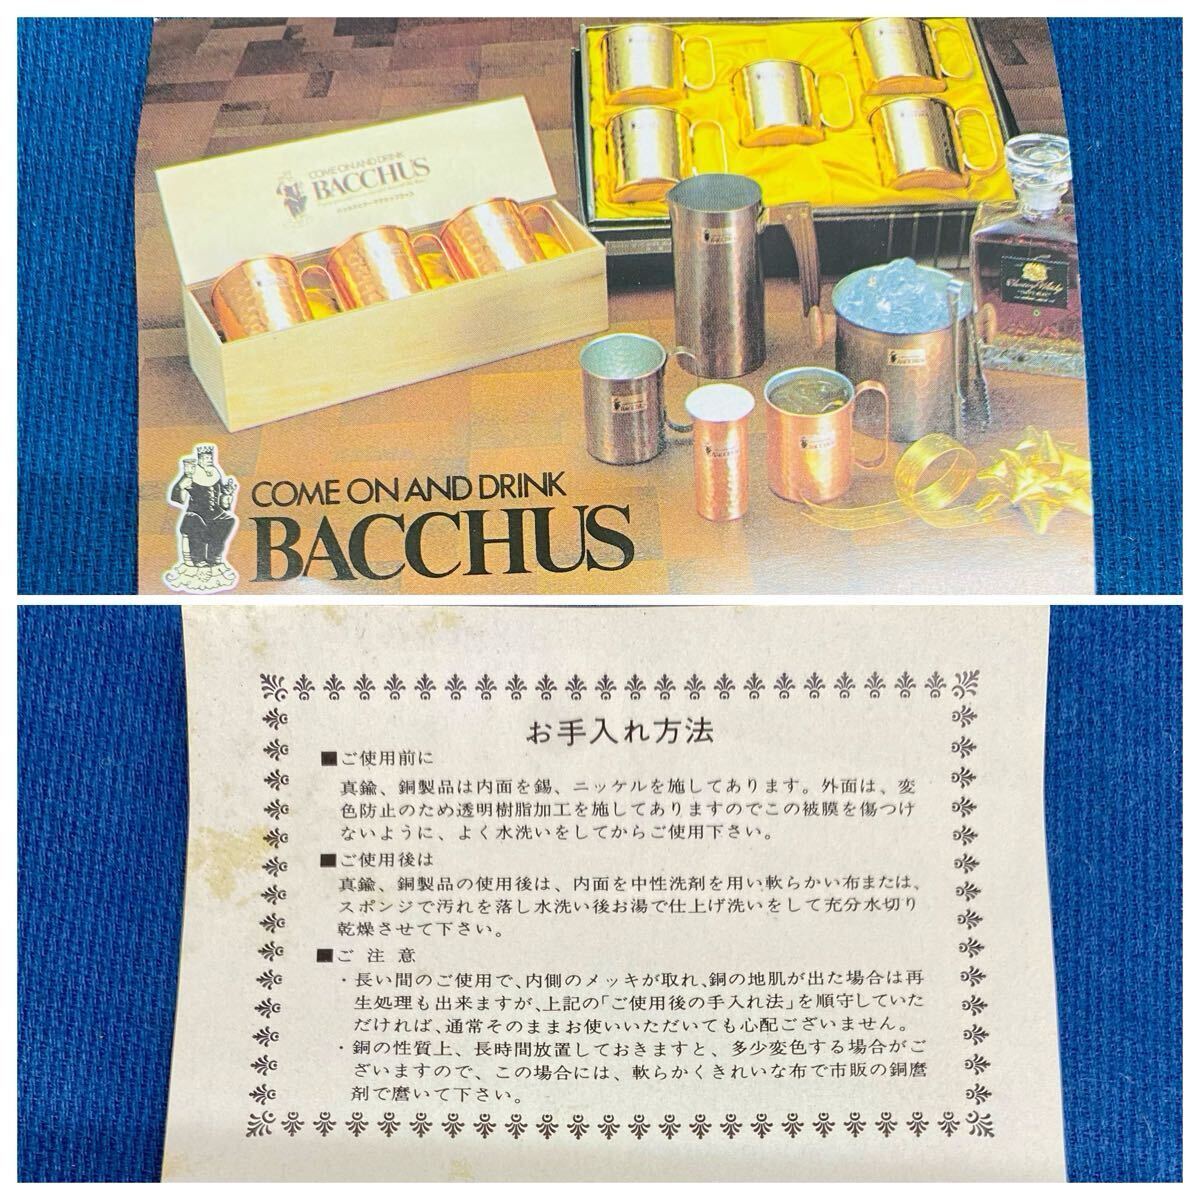 COME ON AND DRINK
BACCHUS
COME ON AND DRINK
BACCHUS
お手入れ方法
■ご使用前に
真鍮、銅製品は内面を錫、ニッケルを施してあります。外面は、変
色防止のため透明樹脂加工を施してありますのでこの被膜を傷つけ
ないように、よく水洗いをしてからご使用下さい。
■ご使用後は
真鍮、銅製品の使用後は、内面を中性洗剤を用い軟らかい布または、
スポンジで汚れを落し水洗い後お湯で仕上げ洗いをして充分水切り
乾燥させて下さい。
■ご 注 意
・長い間のご使用で、内側のメッキが取れ、銅の地肌が出た場合は再
生処理も出来ますが、上記の「ご使用後の手入れ法」を順守していた
だければ、通常そのままお使いいただいても心配ございません。
・銅の性質上、長時間放置しておきますと、多少変色する場合がご
ざいますので、この場合には、軟らかくきれいな布で市販の銅磨
剤で磨いて下さい。